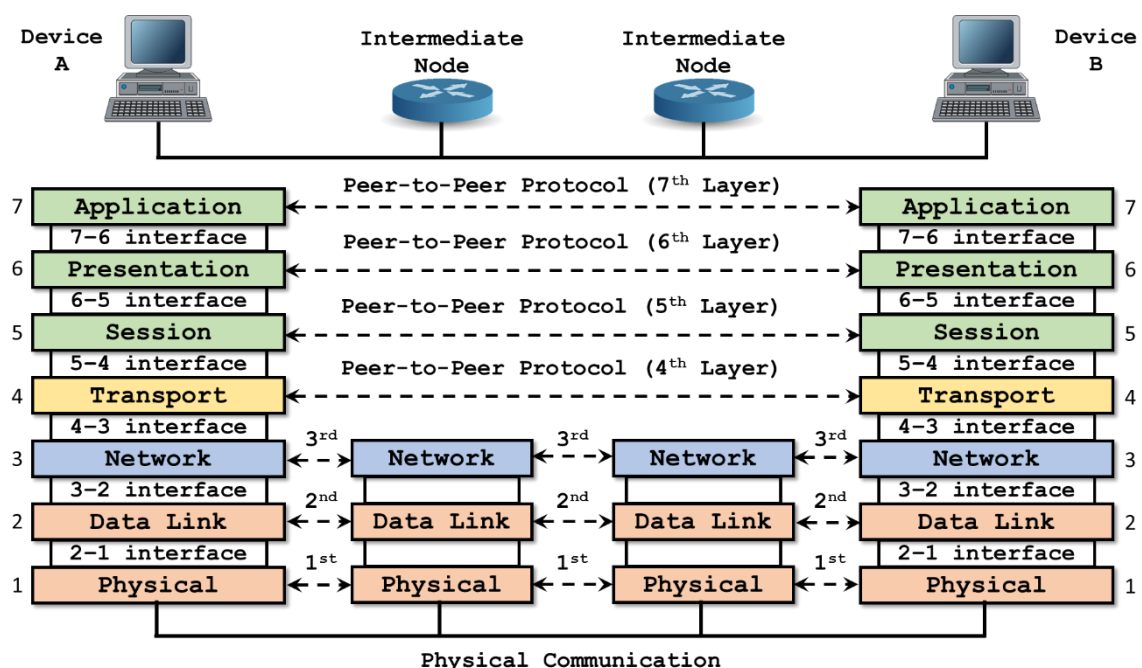 Device
A
Intermediate
Node
Intermediate
Node
Device
B
Peer-to-Peer Protocol (7th Layer)
7 Application Application 7
7-6 interface 7-6 interface
Peer-to-Peer Protocol (6th Layer)
6 Presentation Presentation 6
6-5 interface 6-5 interface
Peer-to-Peer Protocol (5th Layer)
5 Session Session 5
5-4 interface 5-4 interface
Peer-to-Peer Protocol (4th Layer)
4 Transport Transport 4
4-3 interface 4-3 interface
3rd 3rd 3rd
3 Network Network Network Network 3
3-2 interface 3-2 interface
2nd 2nd 2nd
2 Data Link Data Link Data Link Data Link 2
2-1 interface 2-1 interface
1st 1st 1st
1 Physical Physical Physical Physical 1
Physical Communication